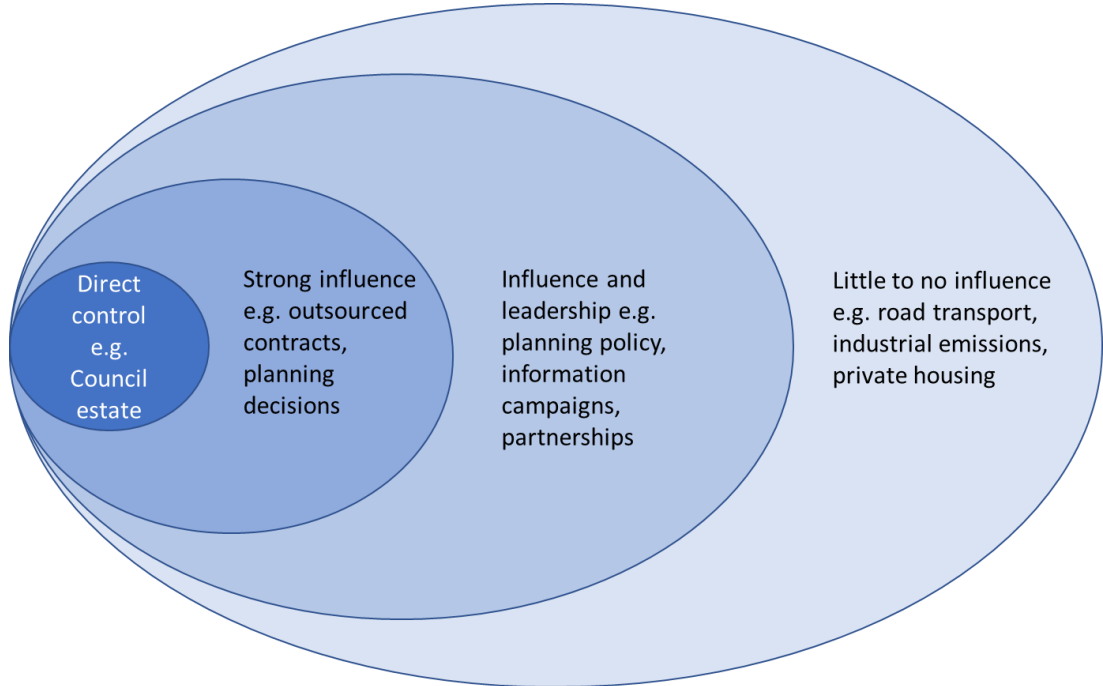 Direct
control
e.g.
Council
estate
Strong influence
e.g. outsourced
contracts,
planning
decisions
Influence and
leadership e.g.
planning policy,
information
campaigns,
partnerships
Little to no influence
e.g. road transport,
industrial emissions,
private housing